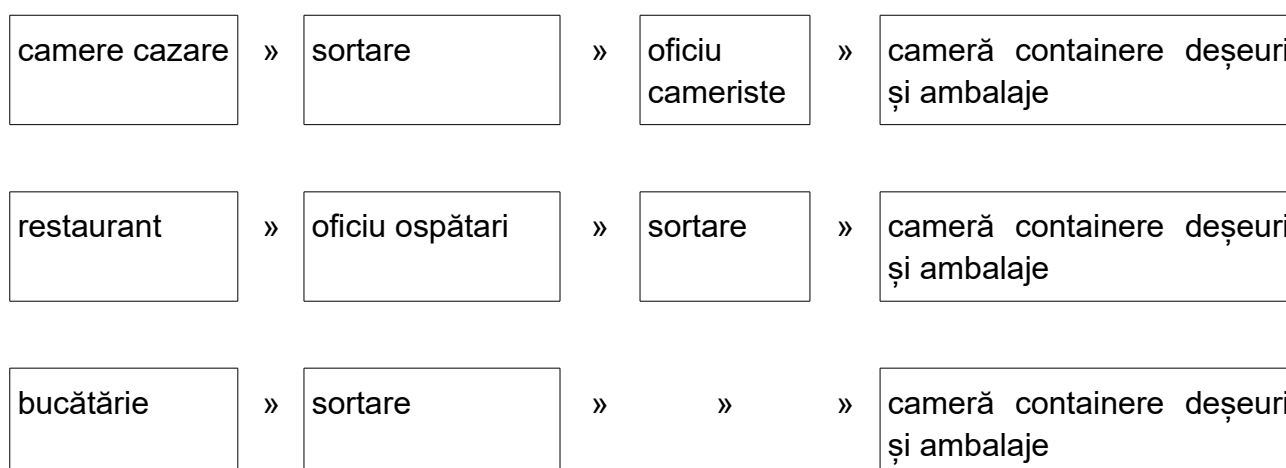 camere cazare » sortare » oficiu » cameră containere deșeuri
cameriste și ambalaje
restaurant » oficiu ospătari » sortare » cameră containere deșeuri
și ambalaje
bucătărie » sortare » » » cameră containere deșeuri
și ambalaje